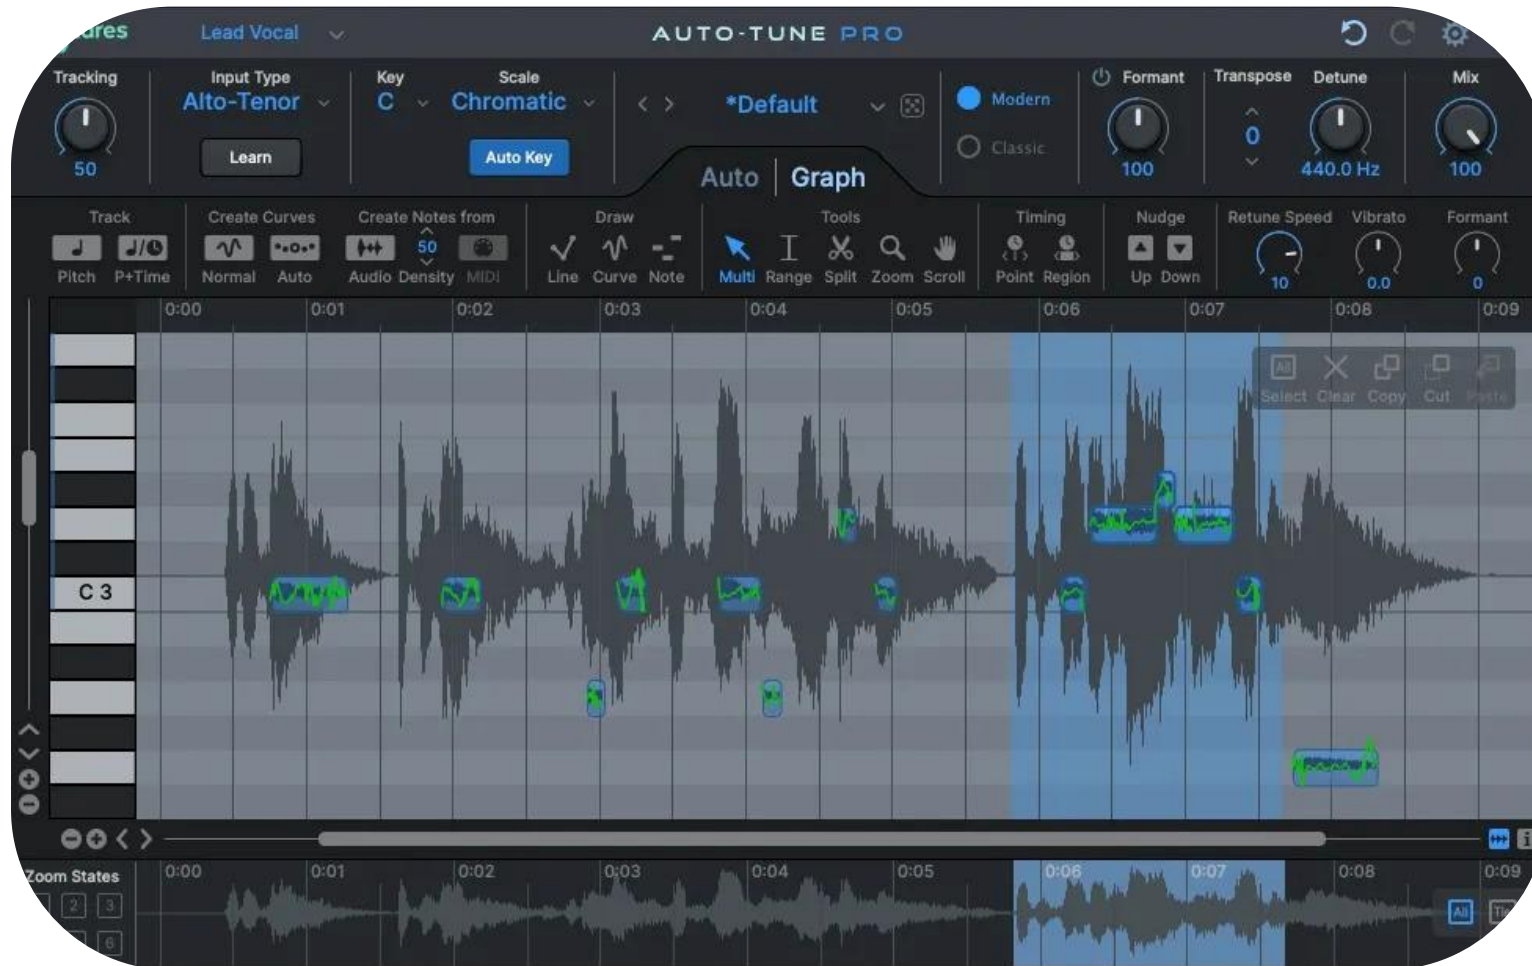 Lead Vocal AUTO-TUNE PRO
Tracking Input Type Key Scale Formant Transpose Detune Mix
Alto-Tenor C Chromatic *Default Modern
Learn Auto Key Classic
50 100 0 440.0 Hz 100
Auto Graph
Track Create Curves Create Notes from Draw Tools Timing Nudge Retune Speed Vibrato Formant
50
Pitch P+Time Normal Auto Audio Density MIDI Line Curve Note Multi Range Split Zoom Scroll Point Region Up Down 10 0.0 0
0:00 0:01 0:02 0:03 0:04 0:05 0:06 0:07 0:08 0:09
All
Select Clear Copy Cut Paste
C 3
Zoom States 0:00 0:01 0:02 0:03 0:04 0:05 0:06 0:07 0:08 0:09
2 3 All
6